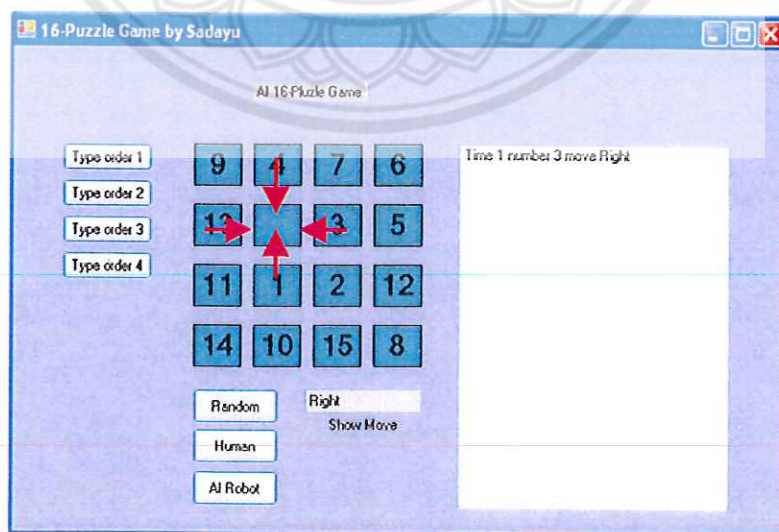 16-Puzzle Game by Sadayu
AI 16-Pluzle Game
Type order 1
Type order 2
Type order 3
Type order 4
9 4 7 6
13 3 5
11 1 2 12
14 10 15 8
Time 1 number 3 move Right
Random
Human
AI Robot
Right
Show Move